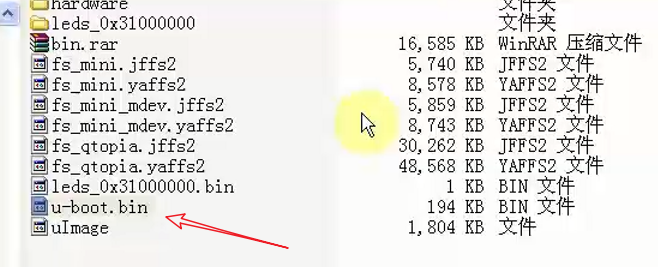 hardware 文件夹
leds_0x31000000 文件夹
bin.rar 16,585 KB WinRAR 压缩文件
fs_mini.jffs2 5,740 KB JFFS2 文件
fs_mini.yaffs2 8,578 KB YAFFS2 文件
fs_mini_mdev.jffs2 5,859 KB JFFS2 文件
fs_mini_mdev.yaffs2 8,743 KB YAFFS2 文件
fs_qtopia.jffs2 30,262 KB JFFS2 文件
fs_qtopia.yaffs2 48,568 KB YAFFS2 文件
leds_0x31000000.bin 1 KB BIN 文件
u-boot.bin 194 KB BIN 文件
uImage 1,804 KB 文件